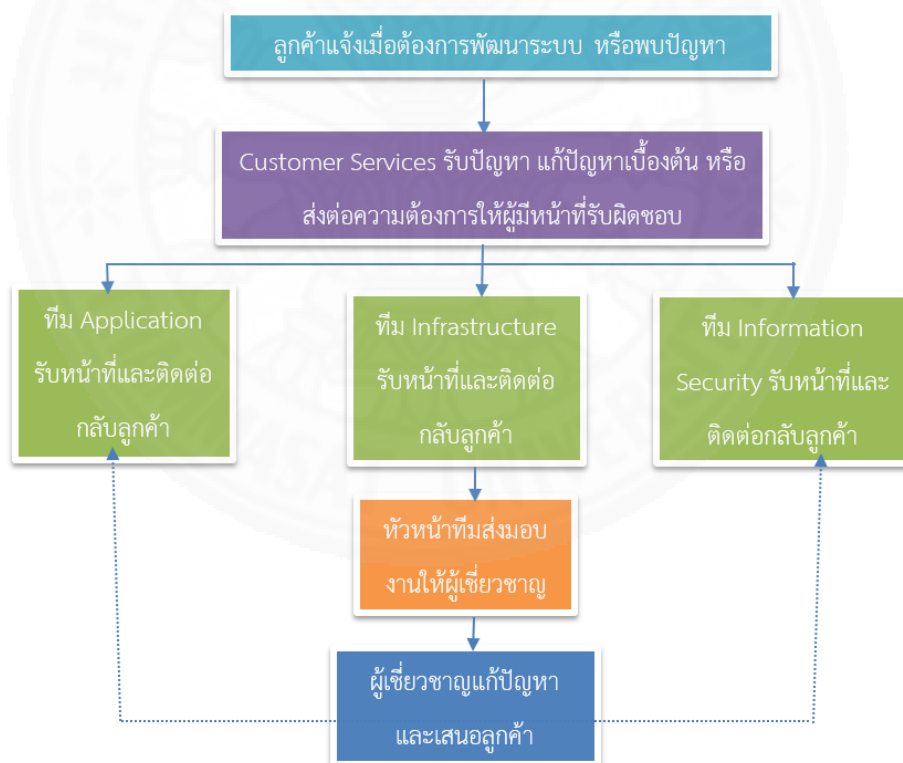 ลูกค้าแจ้งเมื่อต้องการพัฒนาระบบ หรือพบปัญหา
Customer Services รับปัญหา แก้ปัญหาเบื้องต้น หรือ
ส่งต่อความต้องการให้ผู้มีหน้าที่รับผิดชอบ
ทีม Application
รับหน้าที่และติดต่อ
กลับลูกค้า
ทีม Infrastructure
รับหน้าที่และติดต่อ
กลับลูกค้า
ทีม Information
Security รับหน้าที่และ
ติดต่อกลับลูกค้า
หัวหน้าทีมส่งมอบ
งานให้ผู้เชี่ยวชาญ
ผู้เชี่ยวชาญแก้ปัญหา
และเสนอลูกค้า